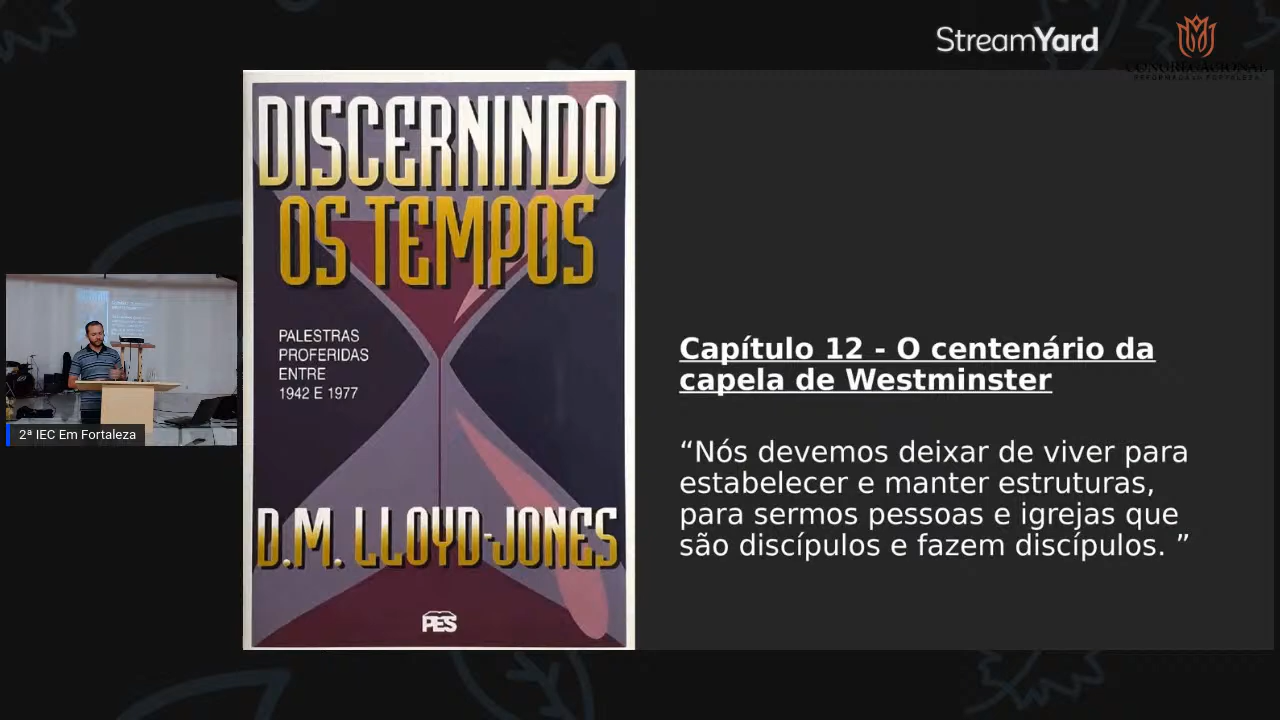 StreamYard
CONGREGACIONAL
DISCERNINDO
OS TEMPOS
PALESTRAS
PROFERIDAS
ENTRE
1942 E 1977
D.M. LLOYD-JONES
PES
Capítulo 12 - O centenário da
capela de Westminster
“Nós devemos deixar de viver para
estabelecer e manter estruturas,
para sermos pessoas e igrejas que
são discípulos e fazem discípulos. ”
2ª IEC Em Fortaleza